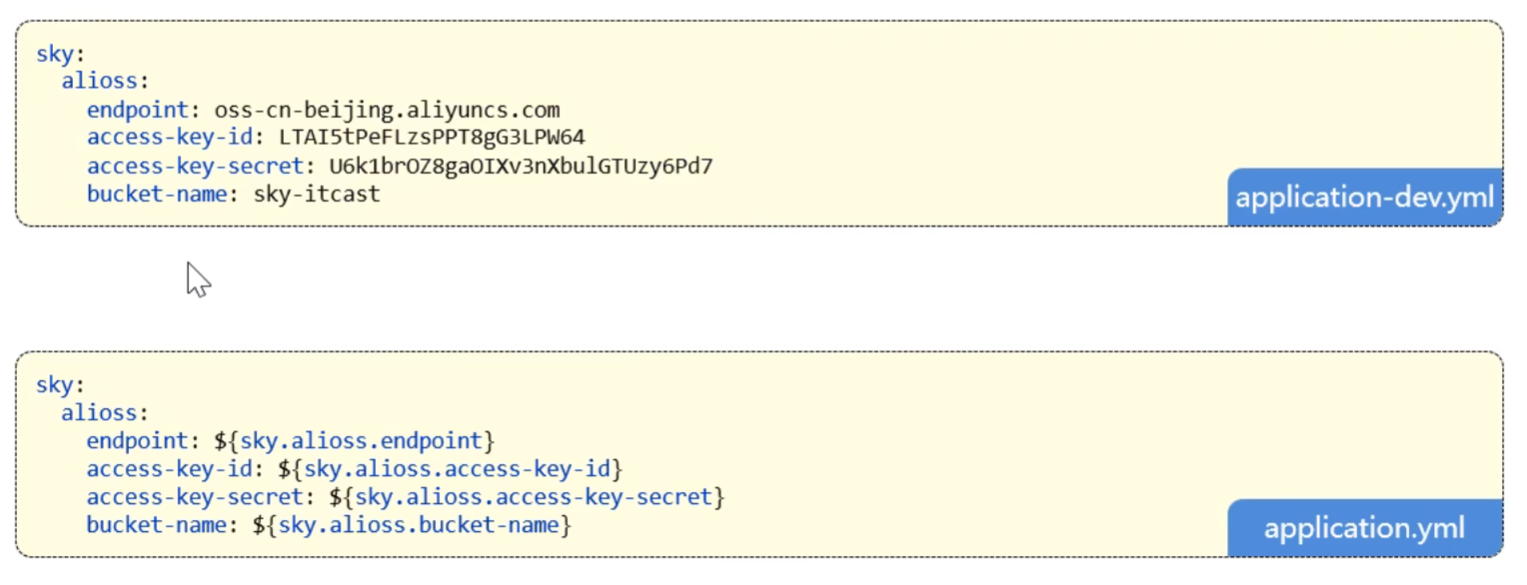 sky:
  alioss:
    endpoint: oss-cn-beijing.aliyuncs.com
    access-key-id: LTAI5tPeFLzsPPT8gG3LPW64
    access-key-secret: U6k1brOZ8gaOIXv3nXbulGTUzy6Pd7
    bucket-name: sky-itcast
application-dev.yml
sky:
  alioss:
    endpoint: ${sky.alioss.endpoint}
    access-key-id: ${sky.alioss.access-key-id}
    access-key-secret: ${sky.alioss.access-key-secret}
    bucket-name: ${sky.alioss.bucket-name}
application.yml